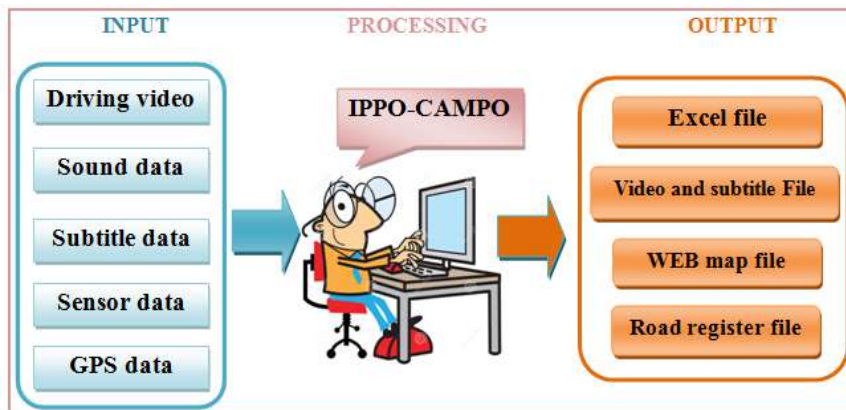 INPUT
PROCESSING
OUTPUT
Driving video
Sound data
Subtitle data
Sensor data
GPS data
IPPO-CAMPO
Excel file
Video and subtitle File
WEB map file
Road register file